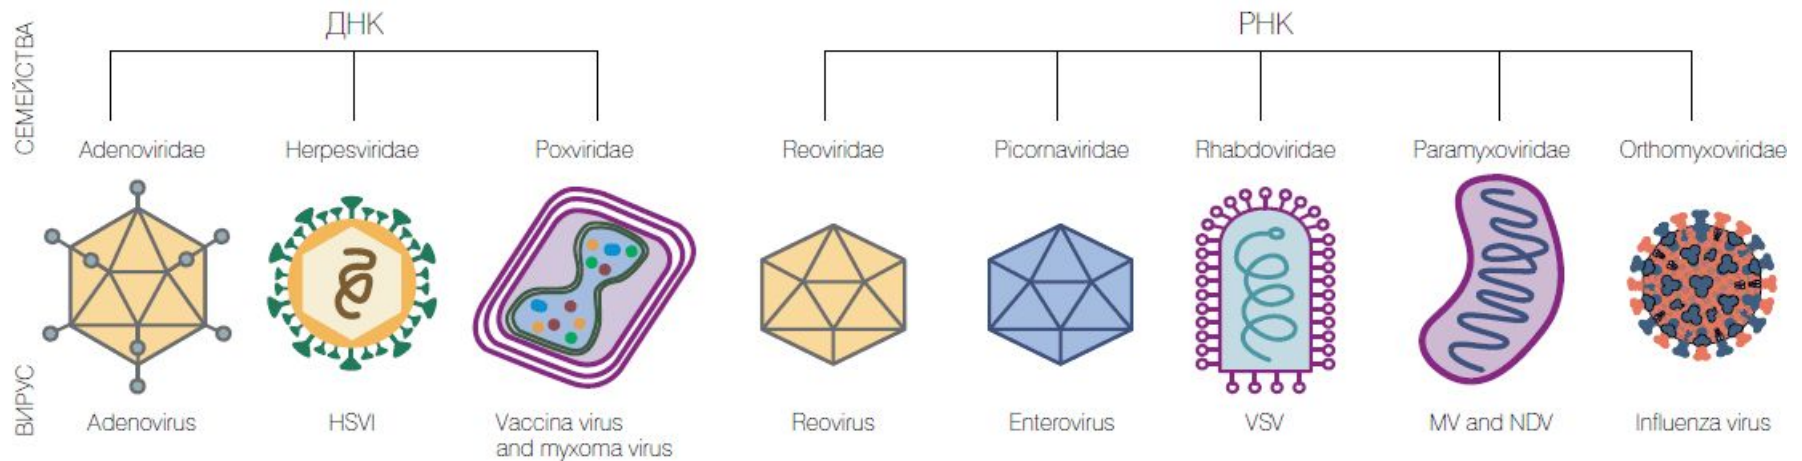 СЕМЕЙСТВА
ДНК
РНК
Adenoviridae
Herpesviridae
Poxviridae
Reoviridae
Picornaviridae
Rhabdoviridae
Paramyxoviridae
Orthomyxoviridae
ВИРУС
Adenovirus
HSVI
Vaccina virus
and myxoma virus
Reovirus
Enterovirus
VSV
MV and NDV
Influenza virus